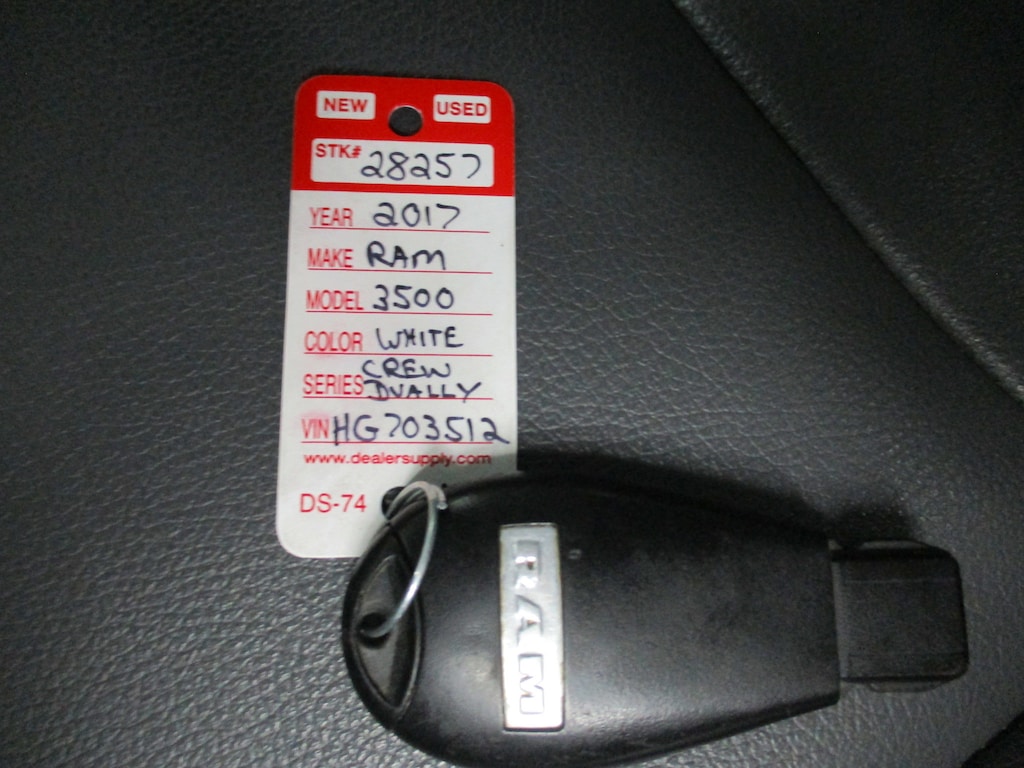 NEW USED
STK# 28257
YEAR 2017
MAKE RAM
MODEL 3500
COLOR WHITE
CREW
SERIES DUALLY
VIN HG703512
www.dealersupply.com
DS-74
RAM